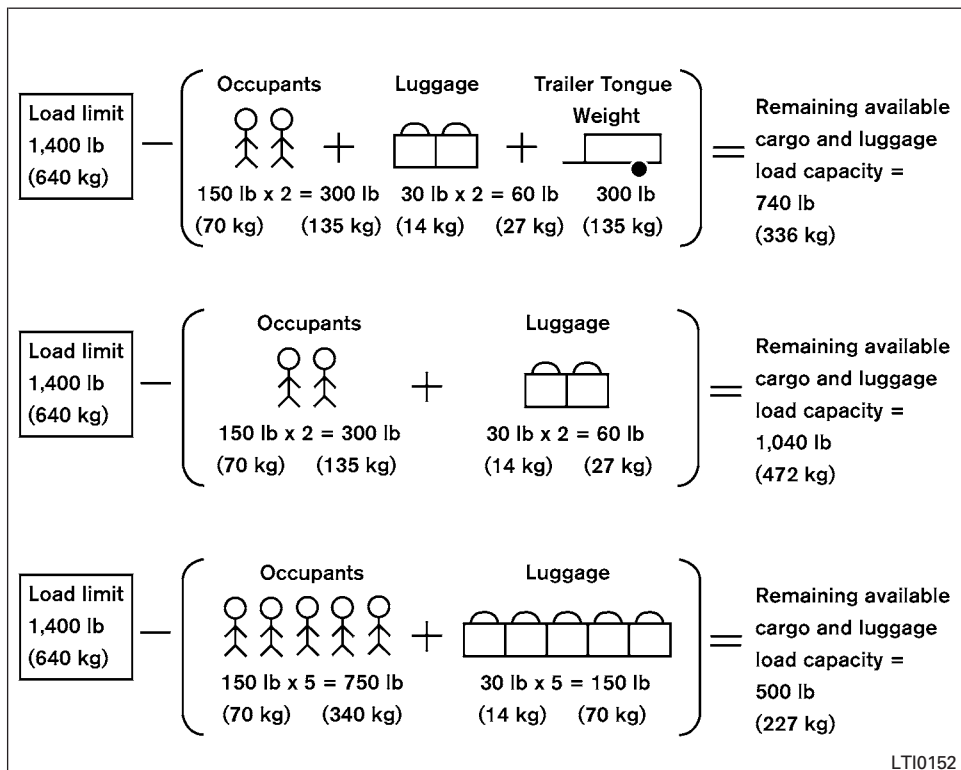 Occupants
Luggage
Trailer Tongue
Weight
Load limit
1,400 lb
(640 kg)
150 lb x 2 = 300 lb
(70 kg) (135 kg)
30 lb x 2 = 60 lb
(14 kg) (27 kg)
300 lb
(135 kg)
Remaining available
cargo and luggage
load capacity =
740 lb
(336 kg)
Occupants
Luggage
Load limit
1,400 lb
(640 kg)
150 lb x 2 = 300 lb
(70 kg) (135 kg)
30 lb x 2 = 60 lb
(14 kg) (27 kg)
Remaining available
cargo and luggage
load capacity =
1,040 lb
(472 kg)
Occupants
Luggage
Load limit
1,400 lb
(640 kg)
150 lb x 5 = 750 lb
(70 kg) (340 kg)
30 lb x 5 = 150 lb
(14 kg) (70 kg)
Remaining available
cargo and luggage
load capacity =
500 lb
(227 kg)
LTI0152